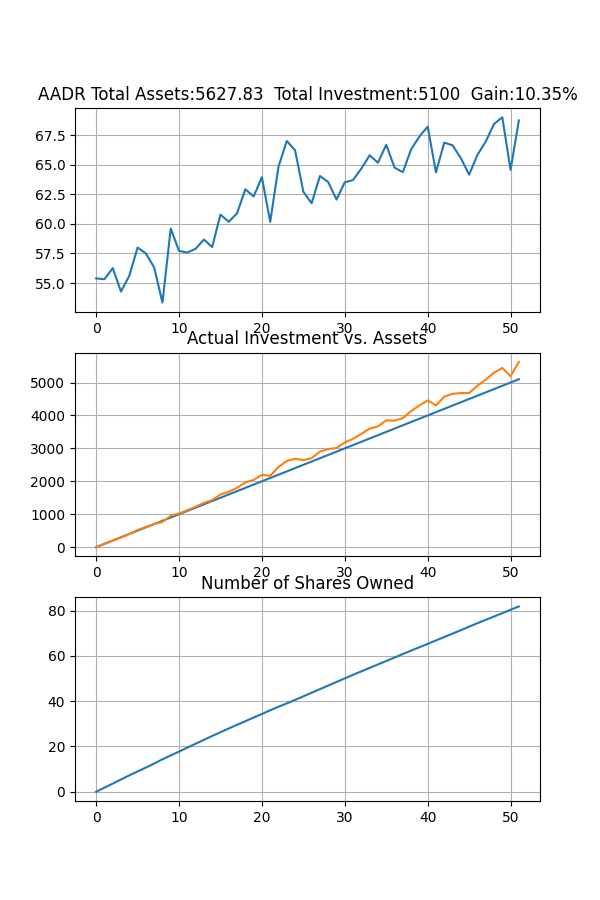 AADR Total Assets:5627.83  Total Investment:5100  Gain:10.35%
67.5
65.0
62.5
60.0
57.5
55.0
0 10 20 30 40 50
Actual Investment vs. Assets
5000
4000
3000
2000
1000
0
0 10 20 30 40 50
Number of Shares Owned
80
60
40
20
0
0 10 20 30 40 50